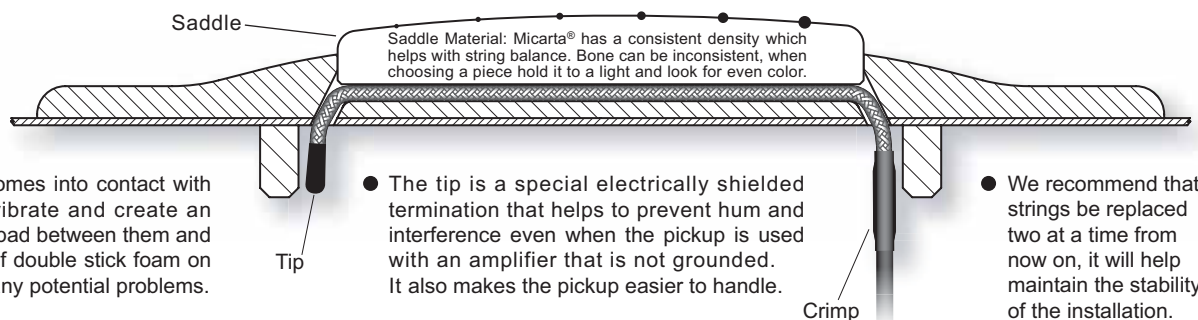 Saddle
Saddle Material: Micarta® has a consistent density which
helps with string balance. Bone can be inconsistent, when
choosing a piece hold it to a light and look for even color.
comes into contact with
vibrate and create an
pad between them and
of double stick foam on
any potential problems.
Tip
● The tip is a special electrically shielded
termination that helps to prevent hum and
interference even when the pickup is used
with an amplifier that is not grounded.
It also makes the pickup easier to handle.
Crimp
● We recommend that
strings be replaced
two at a time from
now on, it will help
maintain the stability
of the installation.